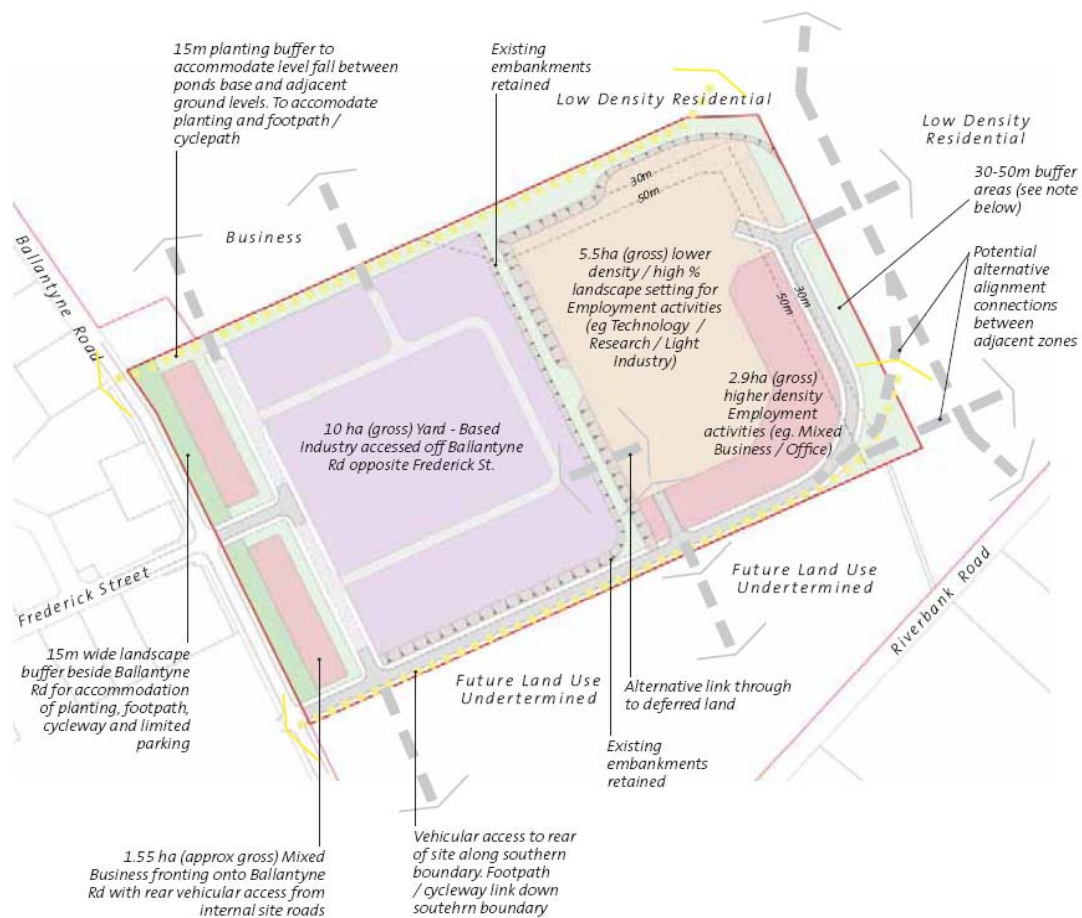 15m planting buffer to
accommodate level fall between
ponds base and adjacent
ground levels. To accomodate
planting and footpath /
cyclepath
Existing
embankments
retained
Low Density Residential
Low Density
Residential
30-50m buffer
areas (see note
below)
Business
Ballantyne Road
30m
50m
5.5ha (gross) lower
density / high %
landscape setting for
Employment activities
(eg Technology /
Research / Light
Industry)
30m
50m
Potential
alternative
alignment
connections
between
adjacent zones
2.9ha (gross)
higher density
Employment
activities (eg. Mixed
Business / Office)
10 ha (gross) Yard - Based
Industry accessed off Ballantyne
Rd opposite Frederick St.
Frederick Street
Future Land Use
Undertermined
Riverbank Road
15m wide landscape
buffer beside Ballantyne
Rd for accommodation
of planting, footpath,
cycleway and limited
parking
Future Land Use
Undertermined
Alternative link through
to deferred land
Existing
embankments
retained
1.55 ha (approx gross) Mixed
Business fronting onto Ballantyne
Rd with rear vehicular access from
internal site roads
Vehicular access to rear
of site along southern
boundary. Footpath
/ cycleway link down
soutehrn boundary